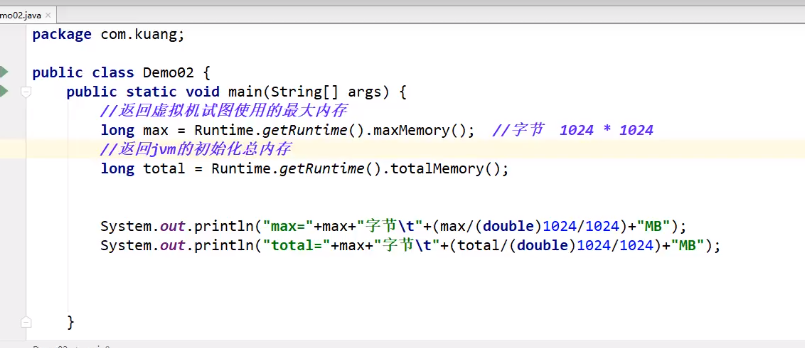 mo02.java ×
package com.kuang;
public class Demo02 {
public static void main(String[] args) {
//返回虚拟机试图使用的最大内存
long max = Runtime.getRuntime().maxMemory();  //字节  1024 * 1024
//返回jvm的初始化总内存
long total = Runtime.getRuntime().totalMemory();
System.out.println("max="+max+"字节\t"+(max/(double)1024/1024)+"MB");
System.out.println("total="+max+"字节\t"+(total/(double)1024/1024)+"MB");
}